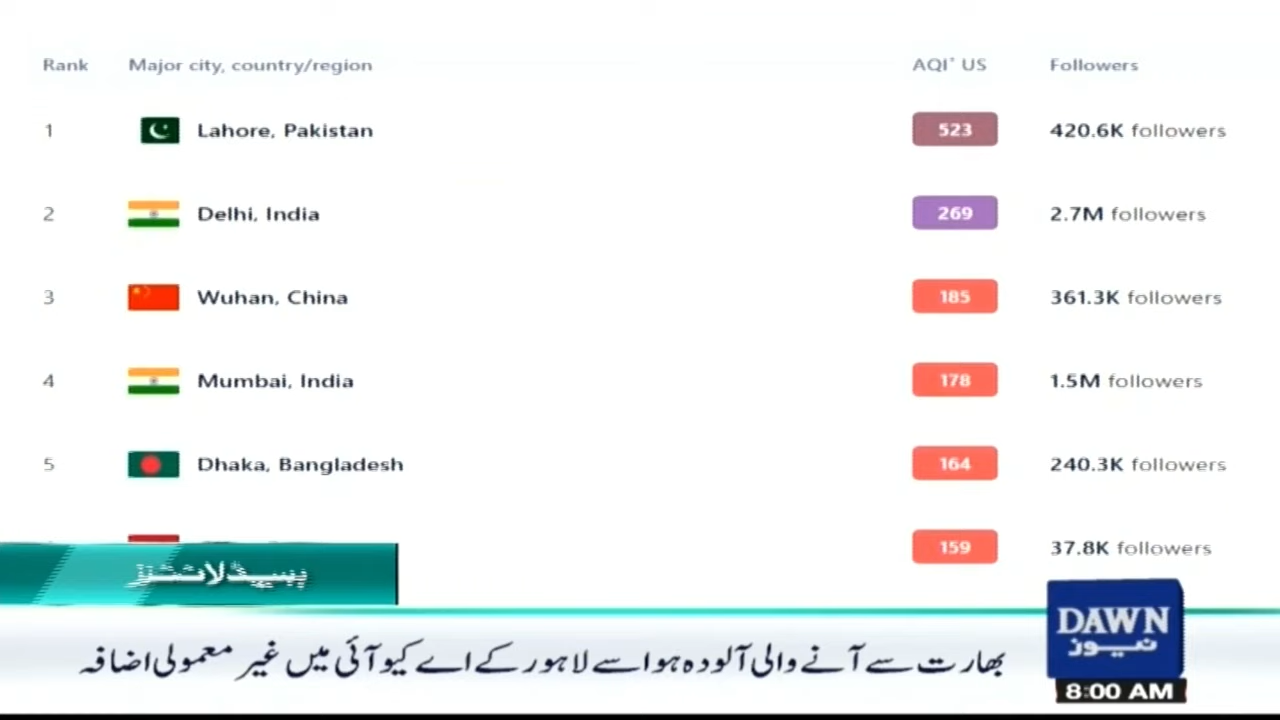 Rank Major city, country/region AQI* US Followers
1 Lahore, Pakistan 523 420.6K followers
2 Delhi, India 269 2.7M followers
3 Wuhan, China 185 361.3K followers
4 Mumbai, India 178 1.5M followers
5 Dhaka, Bangladesh 164 240.3K followers
159 37.8K followers
ہیڈلائنز
بھارت سے آنے والی آلودہ ہوا سے لاہور کے اے کیو آئی میں غیر معمولی اضافہ
DAWN
نیوز
8:00 AM